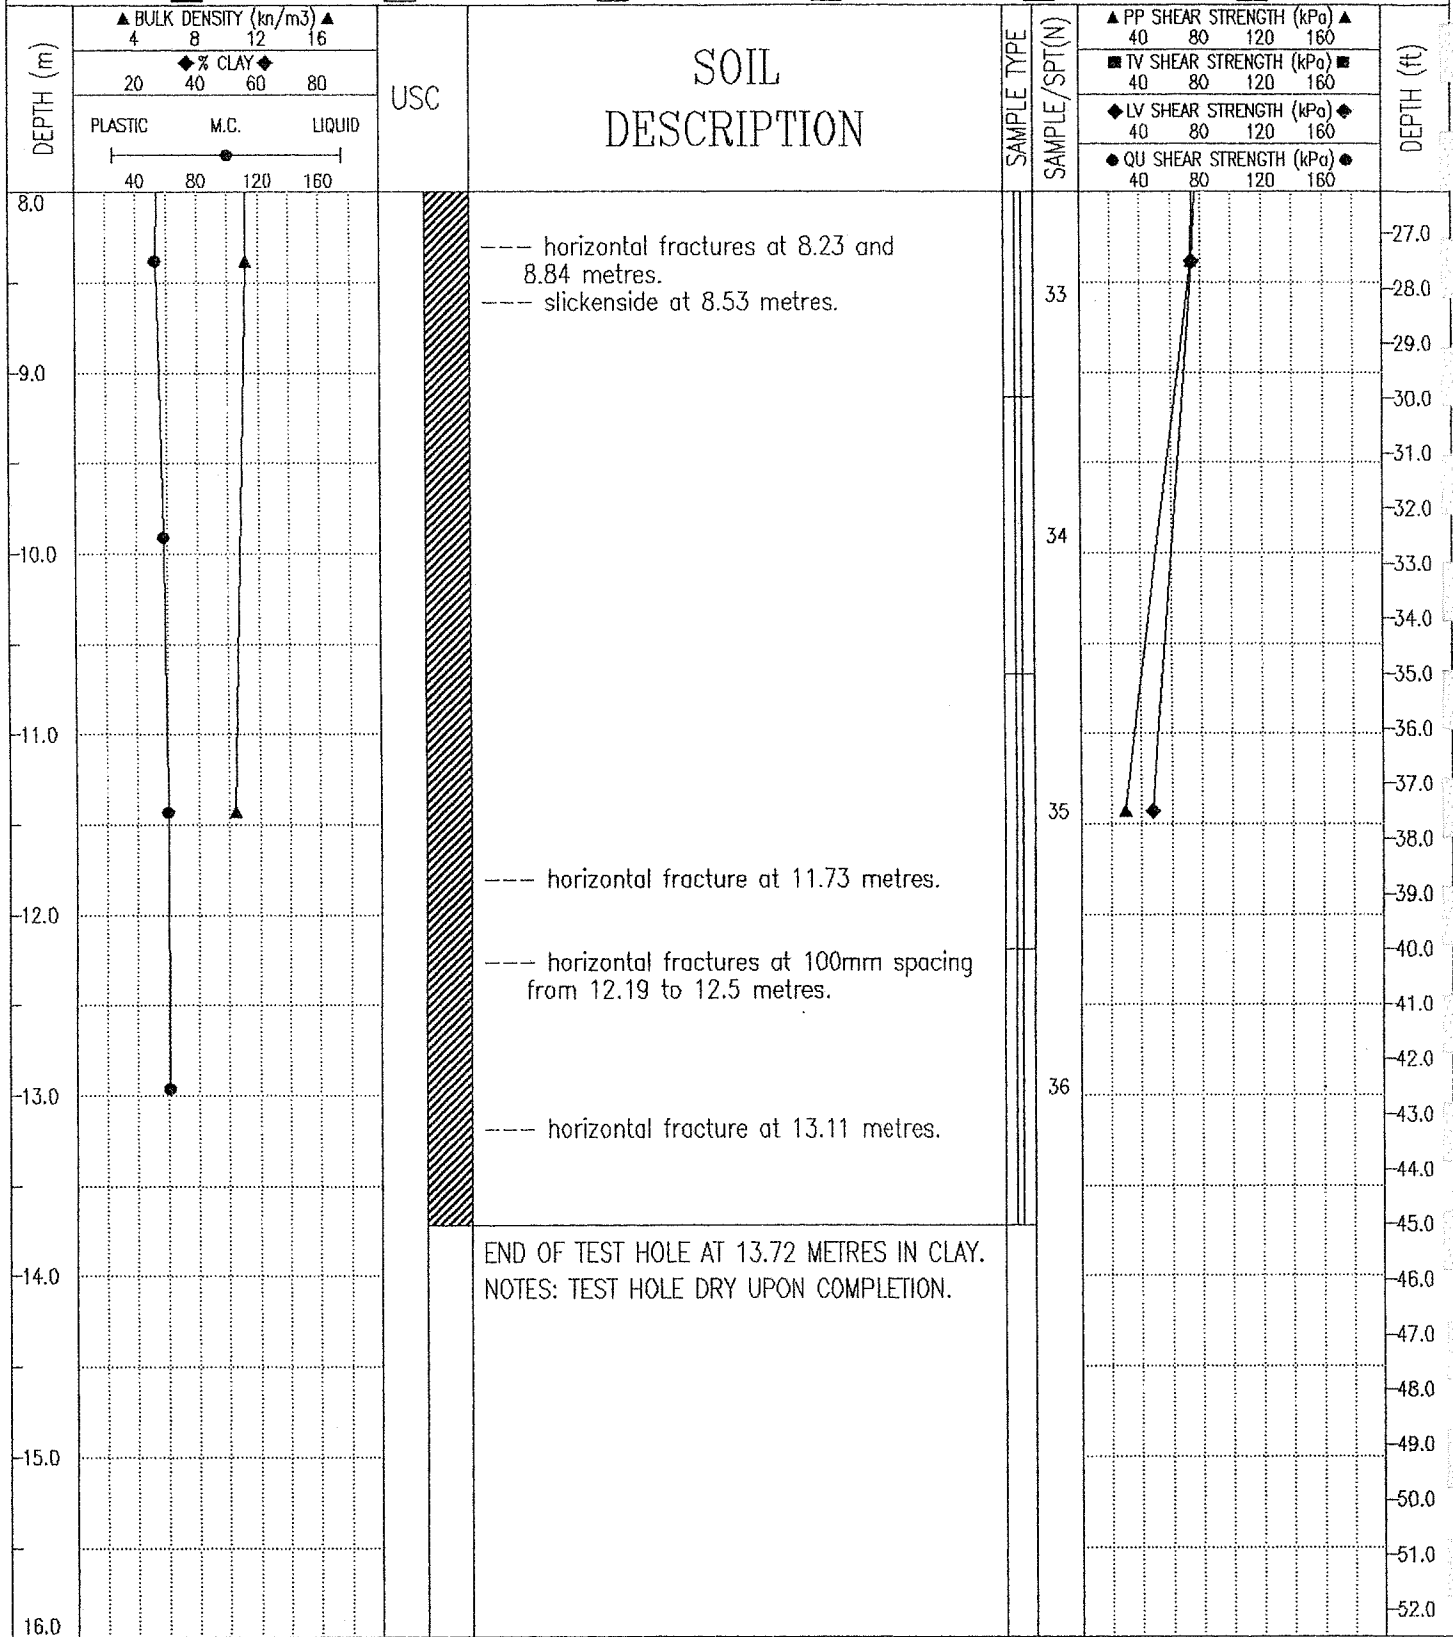 DEPTH (m)
▲ BULK DENSITY (kn/m3) ▲
4 8 12 16
◆ % CLAY ◆
20 40 60 80
PLASTIC M.C. LIQUID
40 80 120 160
USC
SOIL
DESCRIPTION
SAMPLE TYPE
SAMPLE/SPT(N)
▲ PP SHEAR STRENGTH (kPa) ▲
40 80 120 160
■ TV SHEAR STRENGTH (kPa) ■
40 80 120 160
◆ LV SHEAR STRENGTH (kPa) ◆
40 80 120 160
● QU SHEAR STRENGTH (kPa) ●
40 80 120 160
DEPTH (ft)
8.0
9.0
10.0
11.0
12.0
13.0
14.0
15.0
16.0
--- horizontal fractures at 8.23 and
8.84 metres.
--- slickenside at 8.53 metres.
--- horizontal fracture at 11.73 metres.
--- horizontal fractures at 100mm spacing
from 12.19 to 12.5 metres.
--- horizontal fracture at 13.11 metres.
END OF TEST HOLE AT 13.72 METRES IN CLAY.
NOTES: TEST HOLE DRY UPON COMPLETION.
33
34
35
36
27.0
28.0
29.0
30.0
31.0
32.0
33.0
34.0
35.0
36.0
37.0
38.0
39.0
40.0
41.0
42.0
43.0
44.0
45.0
46.0
47.0
48.0
49.0
50.0
51.0
52.0